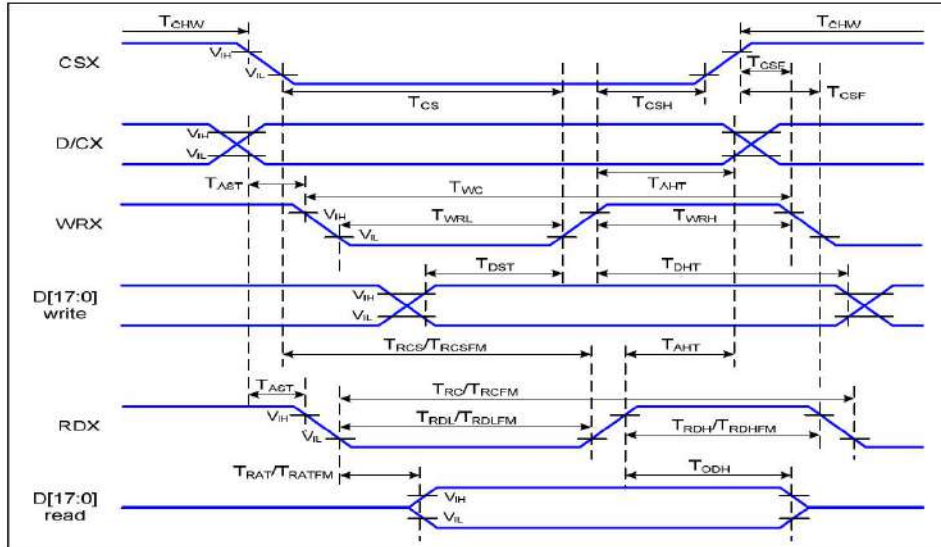 TCHW TCHW
CSX VIH VIL TCSF
TCS TCSH TCSF
D/CX VIH VIL
TAST TWC TAHT
WRX VIH VIL TWRL TWRH
TDST TDHT
D[17:0] write VIH VIL
TRCS/TRCSFM TAHT
TAST TRC/TRCFM
RDX VIH VIL TRDL/TRDLFM TRDH/TRDHFM
TRAT/TRATFM TODH
D[17:0] read VIH VIL